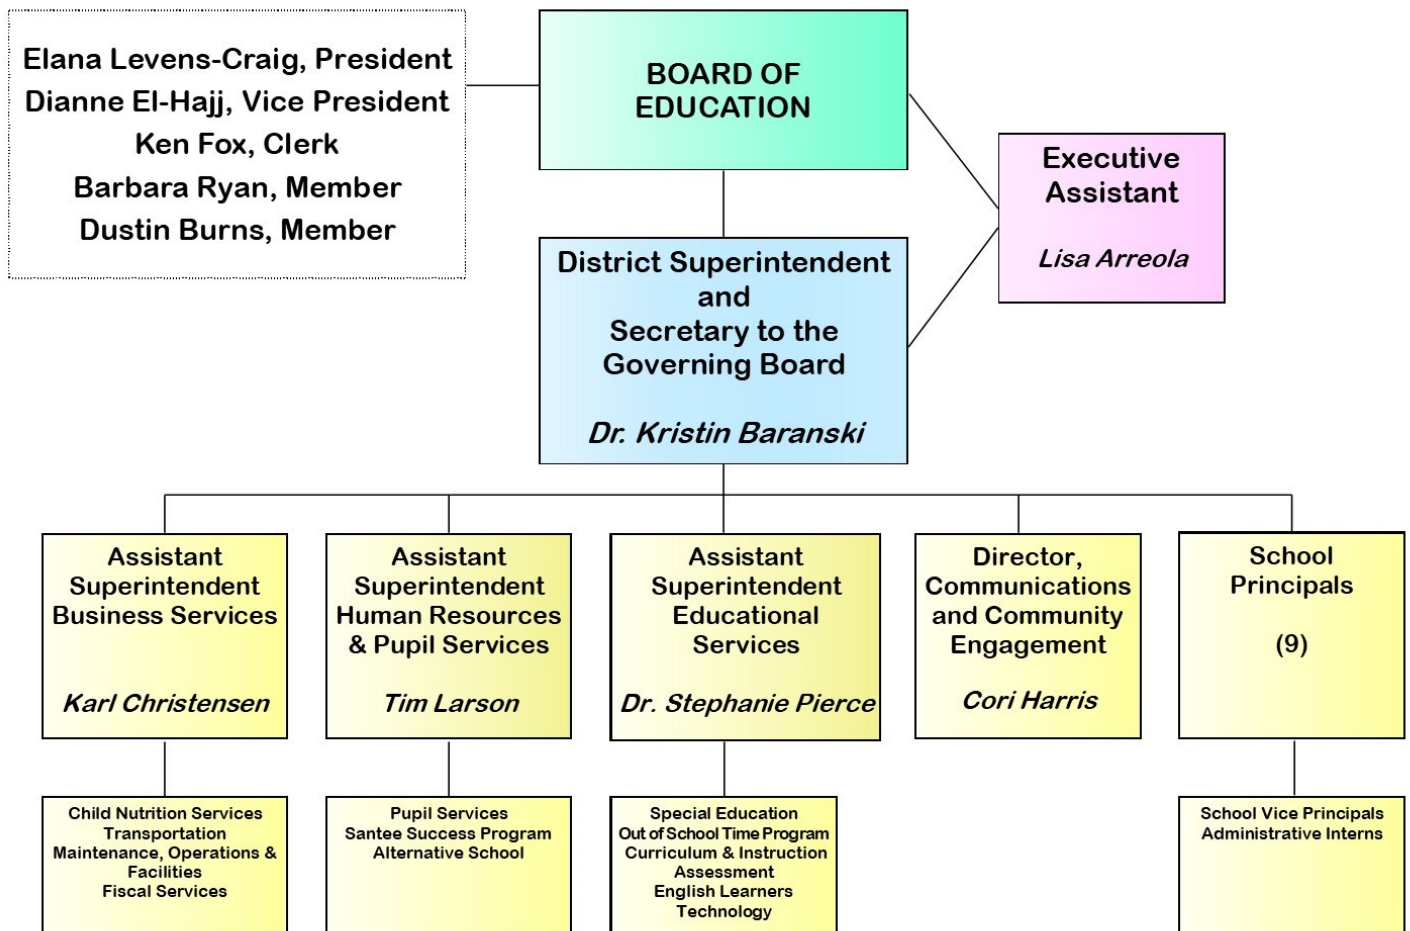 Elana Levens-Craig, President
Dianne El-Hajj, Vice President
Ken Fox, Clerk
Barbara Ryan, Member
Dustin Burns, Member
BOARD OF
EDUCATION
Executive
Assistant
Lisa Arreola
District Superintendent
and
Secretary to the
Governing Board
Dr. Kristin Baranski
Assistant
Superintendent
Business Services
Karl Christensen
Assistant
Superintendent
Human Resources
& Pupil Services
Tim Larson
Assistant
Superintendent
Educational
Services
Dr. Stephanie Pierce
Director,
Communications
and Community
Engagement
Cori Harris
School
Principals
(9)
Child Nutrition Services
Transportation
Maintenance, Operations &
Facilities
Fiscal Services
Pupil Services
Santee Success Program
Alternative School
Special Education
Out of School Time Program
Curriculum & Instruction
Assessment
English Learners
Technology
School Vice Principals
Administrative Interns